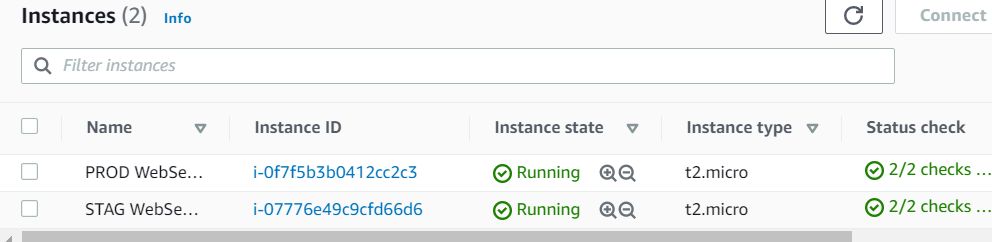 Instances (2) Info Connect
Filter instances
Name Instance ID Instance state Instance type Status check
PROD WebSe... i-0f7f5b3b0412cc2c3 Running t2.micro 2/2 checks ...
STAG WebSe... i-07776e49c9cfd66d6 Running t2.micro 2/2 checks ...